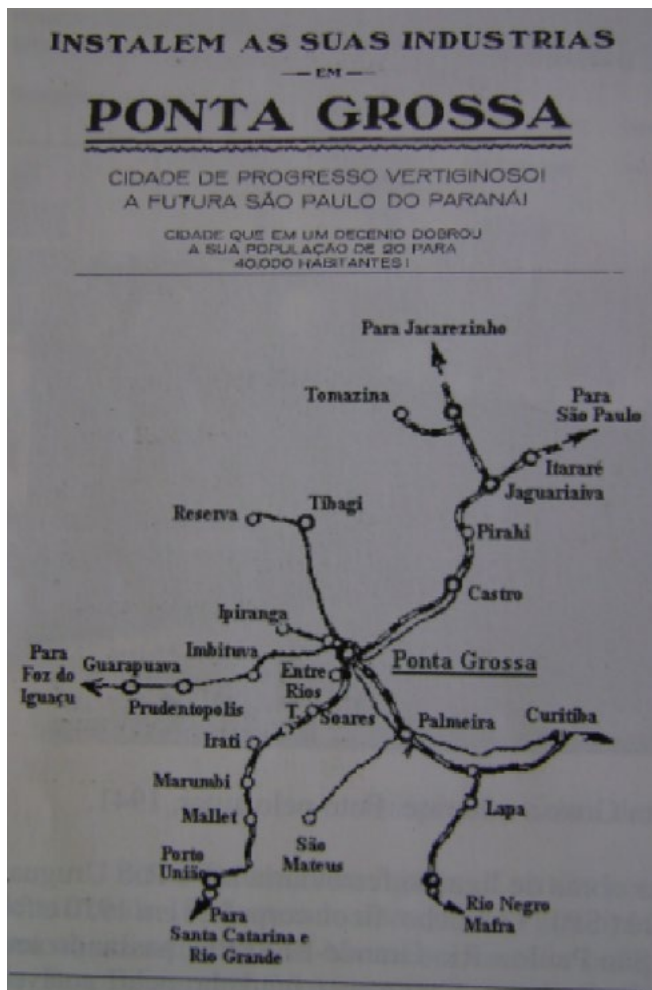 INSTALEM AS SUAS INDUSTRIAS
EM
PONTA GROSSA
CIDADE DE PROGRESSO VERTIGINOSO!
A FUTURA SÃO PAULO DO PARANÁ!
CIDADE QUE EM UM DECENIO DOBROU
A SUA POPULAÇÃO DE 20 PARA
40.000 HABITANTES!
Para Jacarezinho
Tomazina
Para
São Paulo
Itararé
Jaguariaiva
Reserva
Tibagi
Pirahi
Castro
Ipiranga
Imbituva
Para
Foz do
Iguaçu
Guarapuava
Prudentopolis
Ponta Grossa
Entre
Rios
T. Soares
Palmeira
Curitiba
Irati
Marumbi
Mallet
Lapa
São
Mateus
Porto
União
Para
Santa Catarina e
Rio Grande
Rio Negro
Mafra